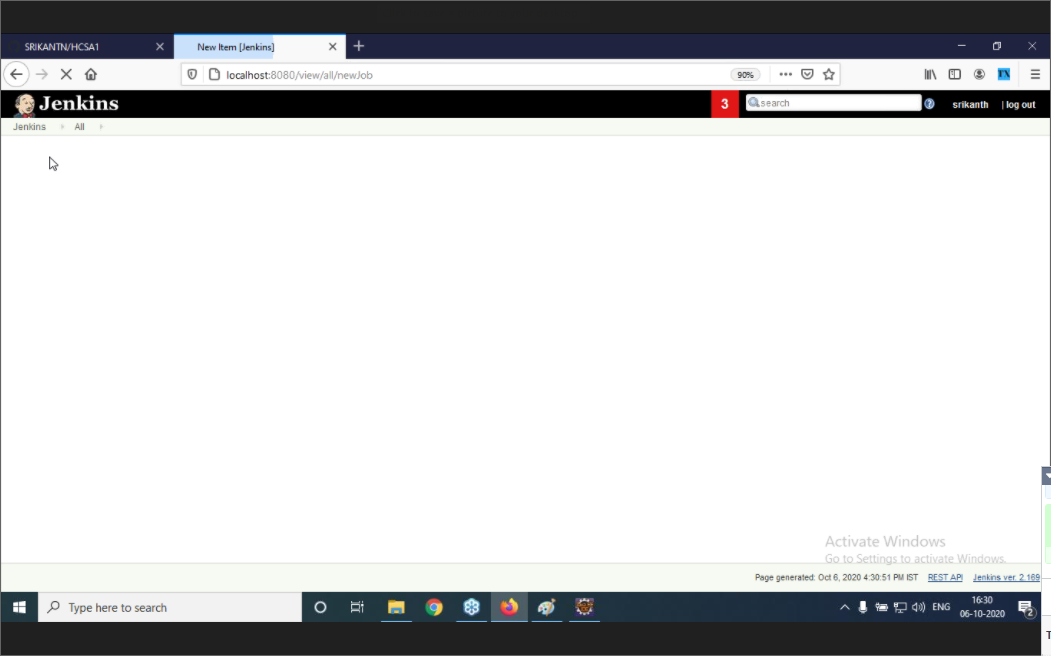 SRIKANTN/HCSA1
New Item [Jenkins]
localhost:8080/view/all/newJob
90%
Jenkins
3
search
srikanth
| log out
Jenkins
All
Activate Windows
Go to Settings to activate Windows.
Page generated: Oct 6, 2020 4:30:51 PM IST
REST API
Jenkins ver. 2.169
Type here to search
ENG
16:30
06-10-2020
2
T